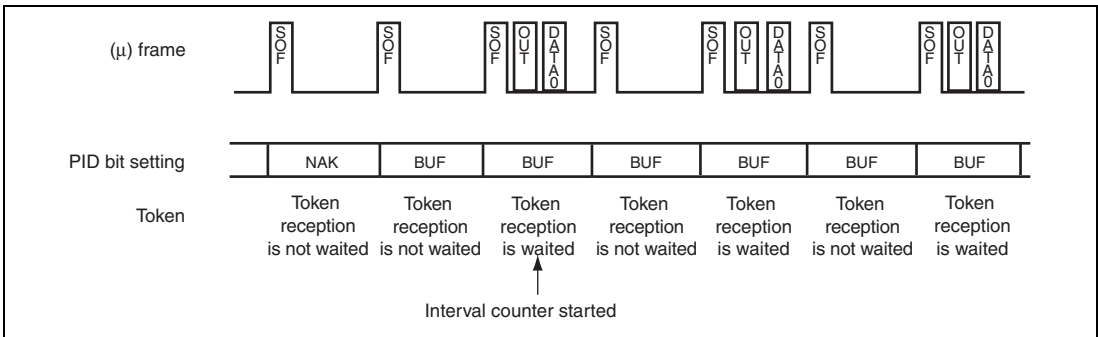 (μ) frame
SOF
SOF
SOF OUT DATA0
SOF
SOF OUT DATA0
SOF
SOF OUT DATA0
PID bit setting
NAK BUF BUF BUF BUF BUF BUF
Token
Token reception is not waited
Token reception is not waited
Token reception is waited
Token reception is not waited
Token reception is waited
Token reception is not waited
Token reception is waited
Interval counter started